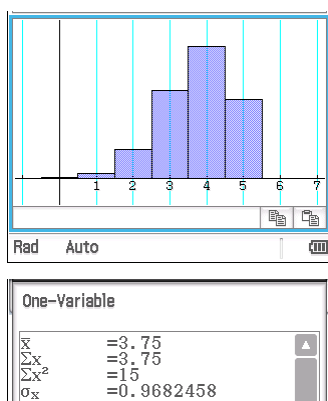 1 2 3 4 5 6 7
Rad Auto
One-Variable
x̅ =3.75
Σx =3.75
Σx² =15
σx =0.9682458